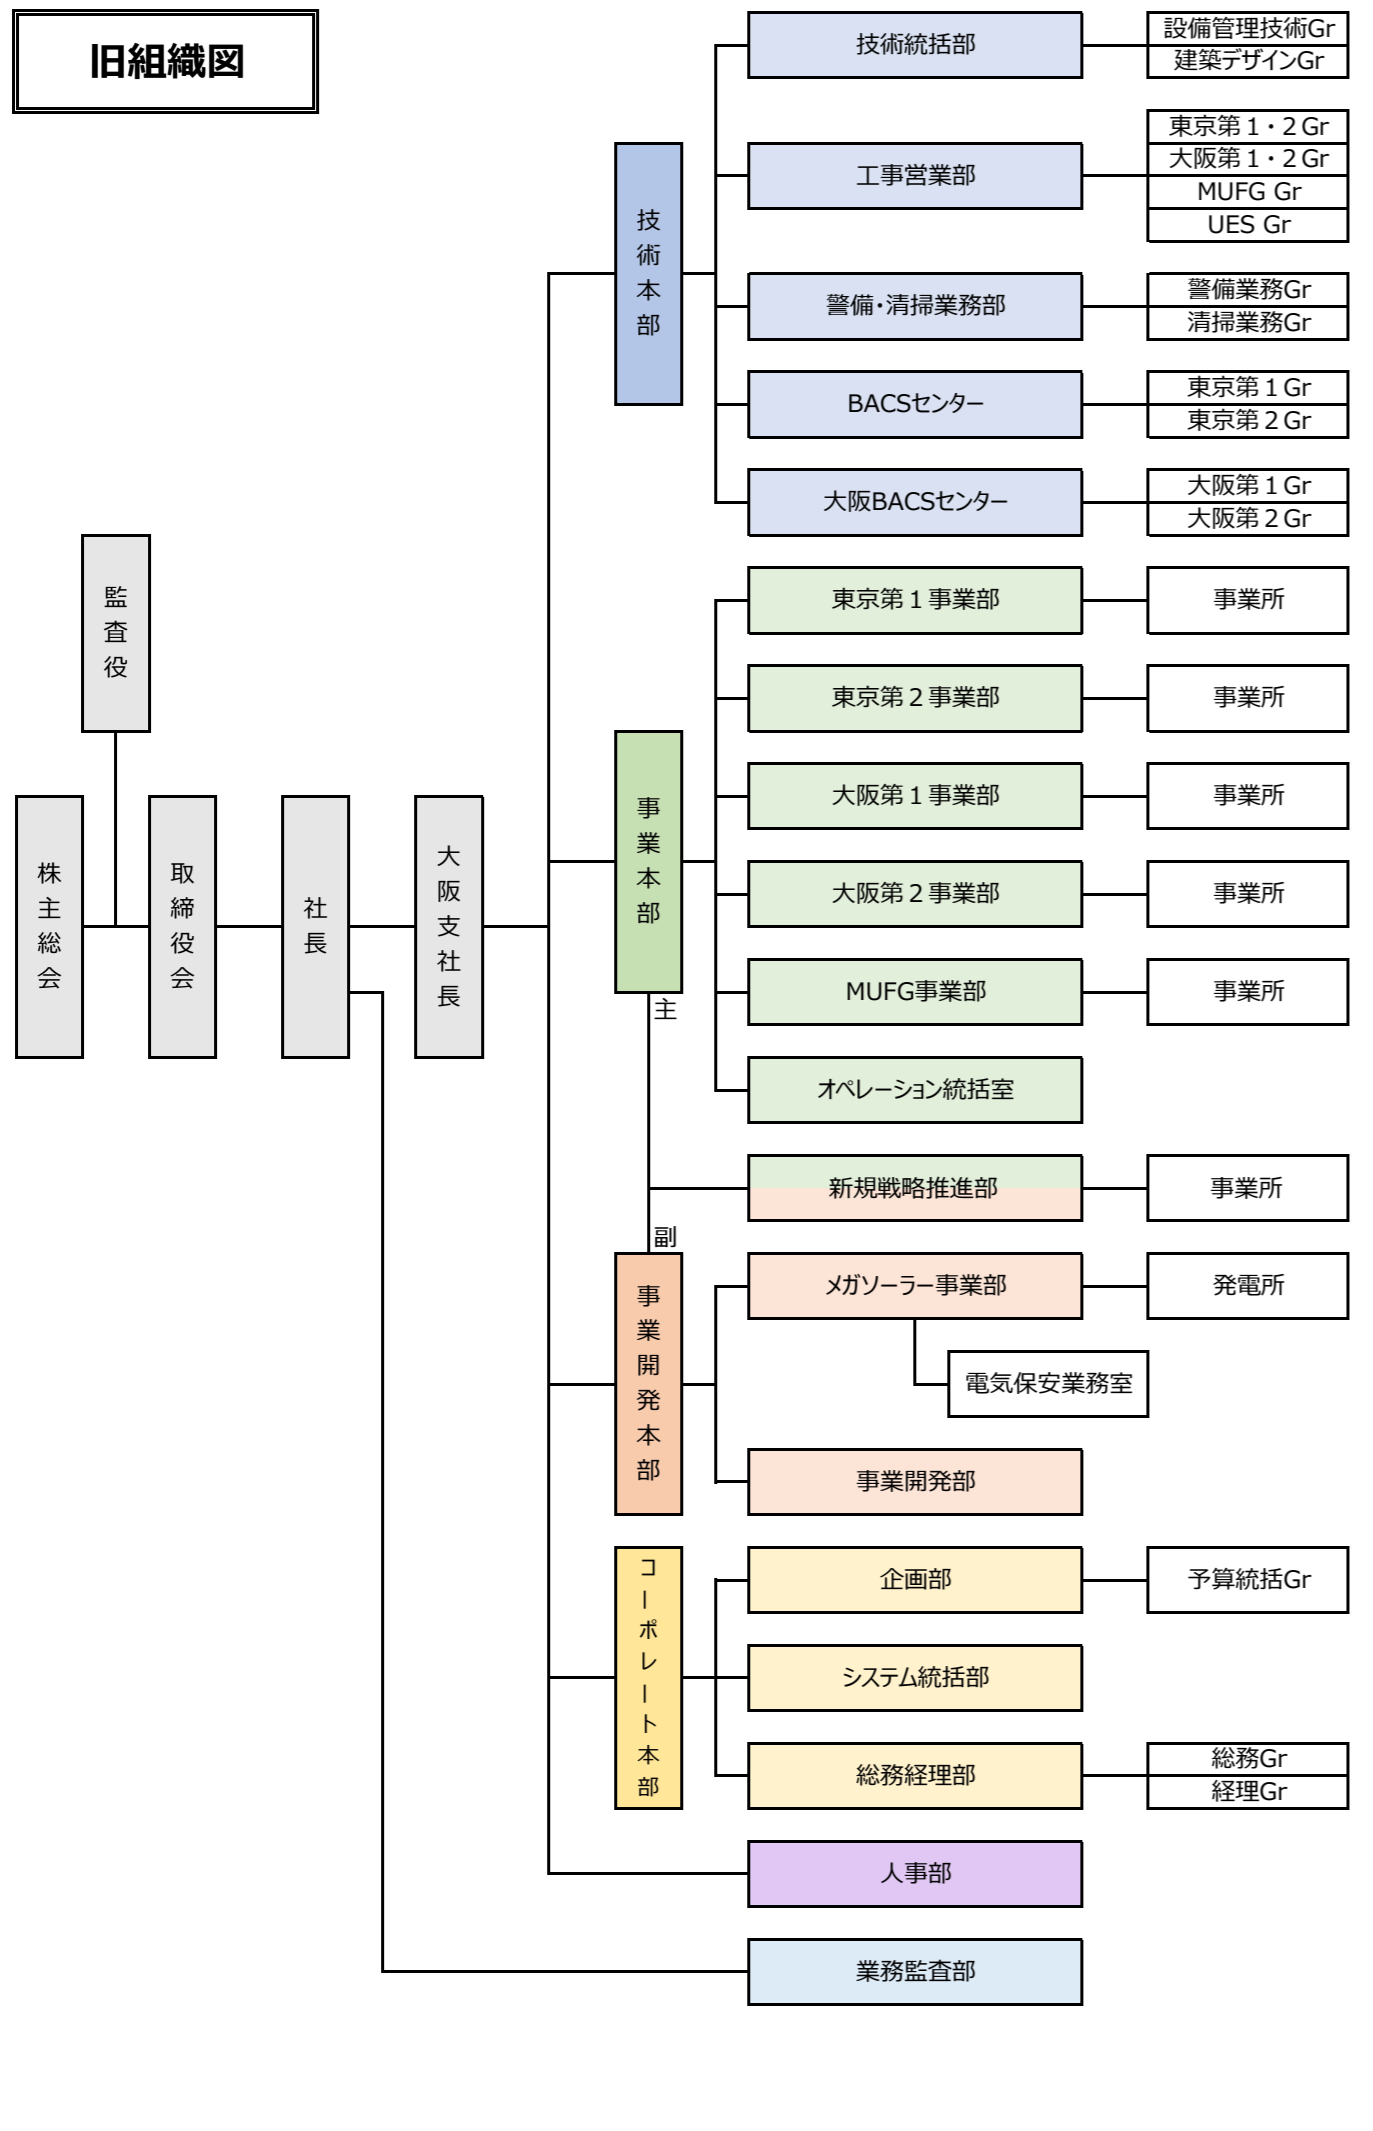 旧組織図
監査役
株主総会
取締役会
社長
大阪支社長
技術本部
技術統括部
設備管理技術Gr
建築デザインGr
工事営業部
東京第１・２Gr
大阪第１・２Gr
MUFG Gr
UES Gr
警備・清掃業務部
警備業務Gr
清掃業務Gr
BACSセンター
東京第１Gr
東京第２Gr
大阪BACSセンター
大阪第１Gr
大阪第２Gr
事業本部
東京第１事業部
事業所
東京第２事業部
事業所
大阪第１事業部
事業所
大阪第２事業部
事業所
MUFG事業部
事業所
オペレーション統括室
主
新規戦略推進部
事業所
副
事業開発本部
メガソーラー事業部
発電所
電気保安業務室
事業開発部
コーポレート本部
企画部
予算統括Gr
システム統括部
総務経理部
総務Gr
経理Gr
人事部
業務監査部